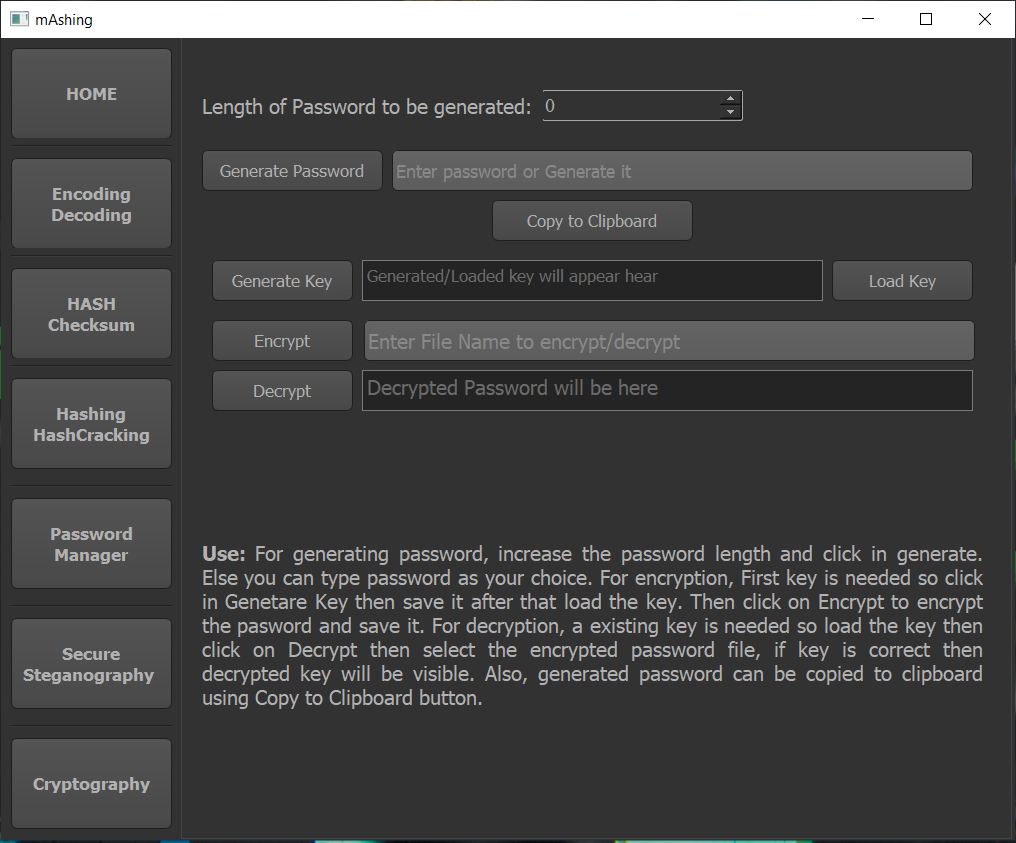 mAshing
HOME
Encoding
Decoding
HASH
Checksum
Hashing
HashCracking
Password
Manager
Secure
Steganography
Cryptography
Length of Password to be generated: 0
Generate Password Enter password or Generate it
Copy to Clipboard
Generate Key Generated/Loaded key will appear hear Load Key
Encrypt Enter File Name to encrypt/decrypt
Decrypt Decrypted Password will be here
Use: For generating password, increase the password length and click in generate.
Else you can type password as your choice. For encryption, First key is needed so click
in Genetare Key then save it after that load the key. Then click on Encrypt to encrypt
the pasword and save it. For decryption, a existing key is needed so load the key then
click on Decrypt then select the encrypted password file, if key is correct then
decrypted key will be visible. Also, generated password can be copied to clipboard
using Copy to Clipboard button.